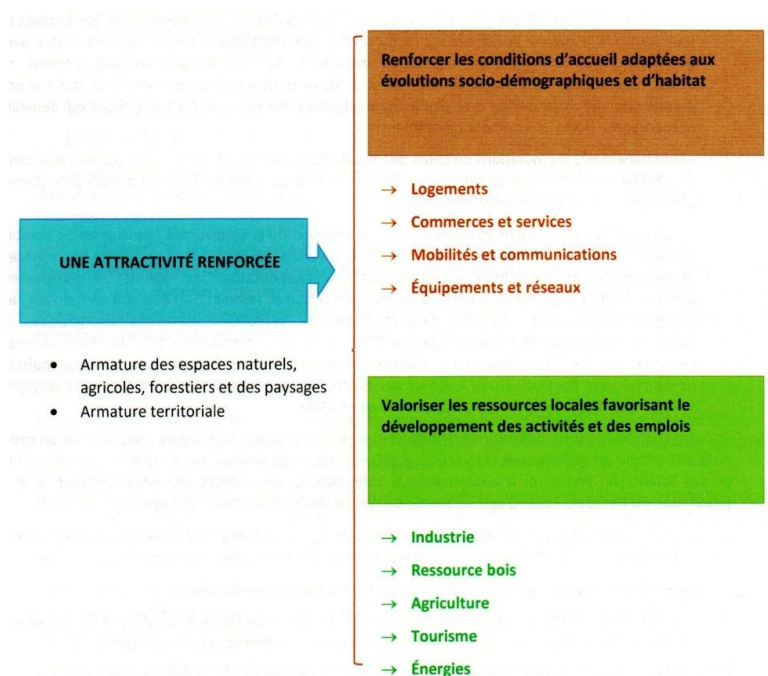 UNE ATTRACTIVITÉ RENFORCÉE
• Armature des espaces naturels,
agricoles, forestiers et des paysages
• Armature territoriale
Renforcer les conditions d'accueil adaptées aux
évolutions socio-démographiques et d'habitat
→ Logements
→ Commerces et services
→ Mobilités et communications
→ Équipements et réseaux
Valoriser les ressources locales favorisant le
développement des activités et des emplois
→ Industrie
→ Ressource bois
→ Agriculture
→ Tourisme
→ Énergies